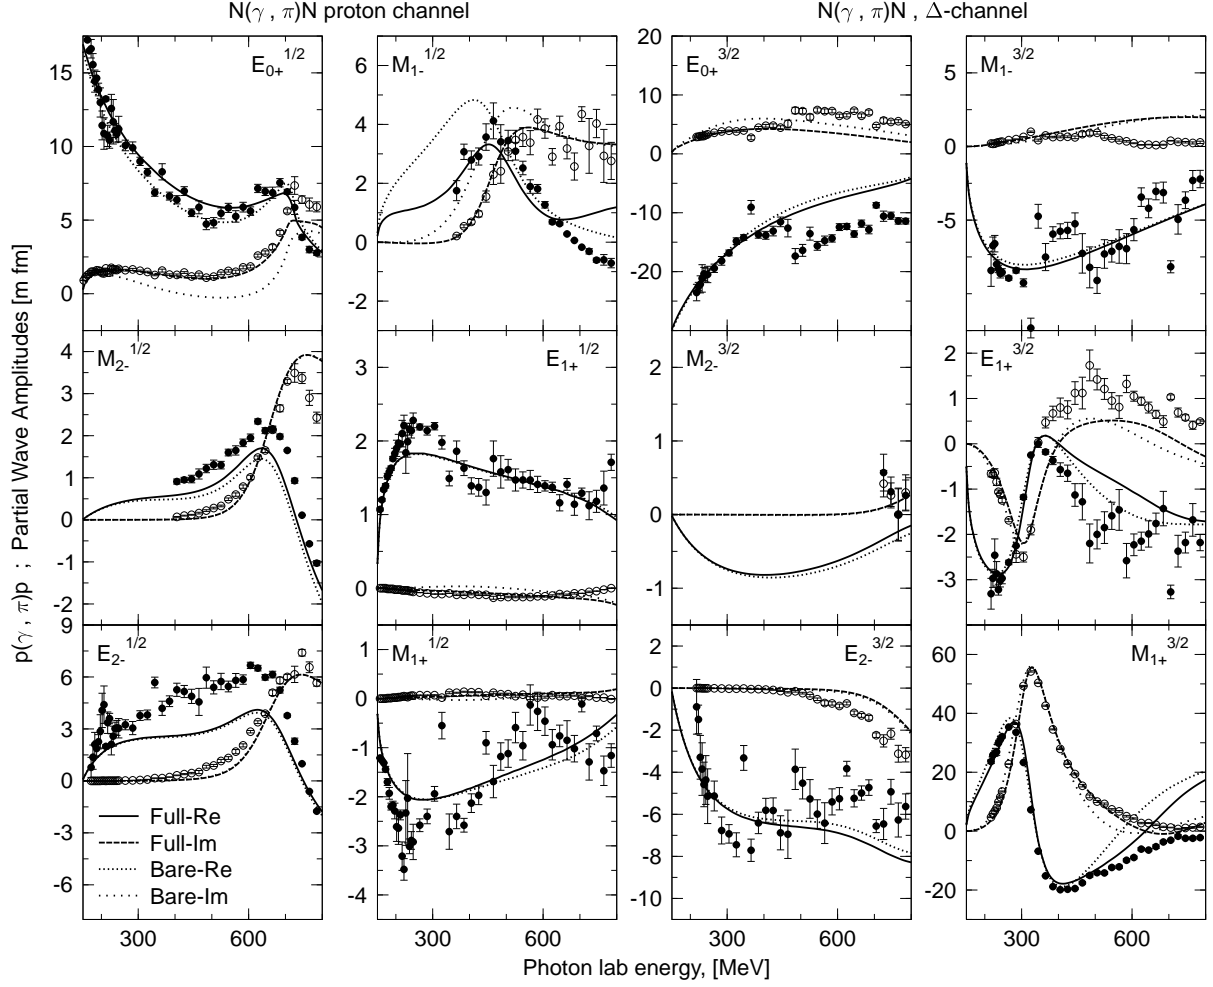 N(γ , π)N proton channel
N(γ , π)N , Δ-channel
p(γ , π)p ; Partial Wave Amplitudes [m fm]
E0+ 1/2
15
10
5
0
M1- 1/2
6
4
2
0
-2
E0+ 3/2
20
10
0
-10
-20
M1- 3/2
5
0
-5
M2- 1/2
4
3
2
1
0
-1
-2
E1+ 1/2
3
2
1
0
M2- 3/2
2
1
0
-1
E1+ 3/2
2
1
0
-1
-2
-3
E2- 1/2
9
6
3
0
-3
-6
Full-Re
Full-Im
Bare-Re
Bare-Im
M1+ 1/2
1
0
-1
-2
-3
-4
E2- 3/2
2
0
-2
-4
-6
-8
-10
M1+ 3/2
60
40
20
0
-20
300 600 300 600 300 600 300 600
Photon lab energy, [MeV]